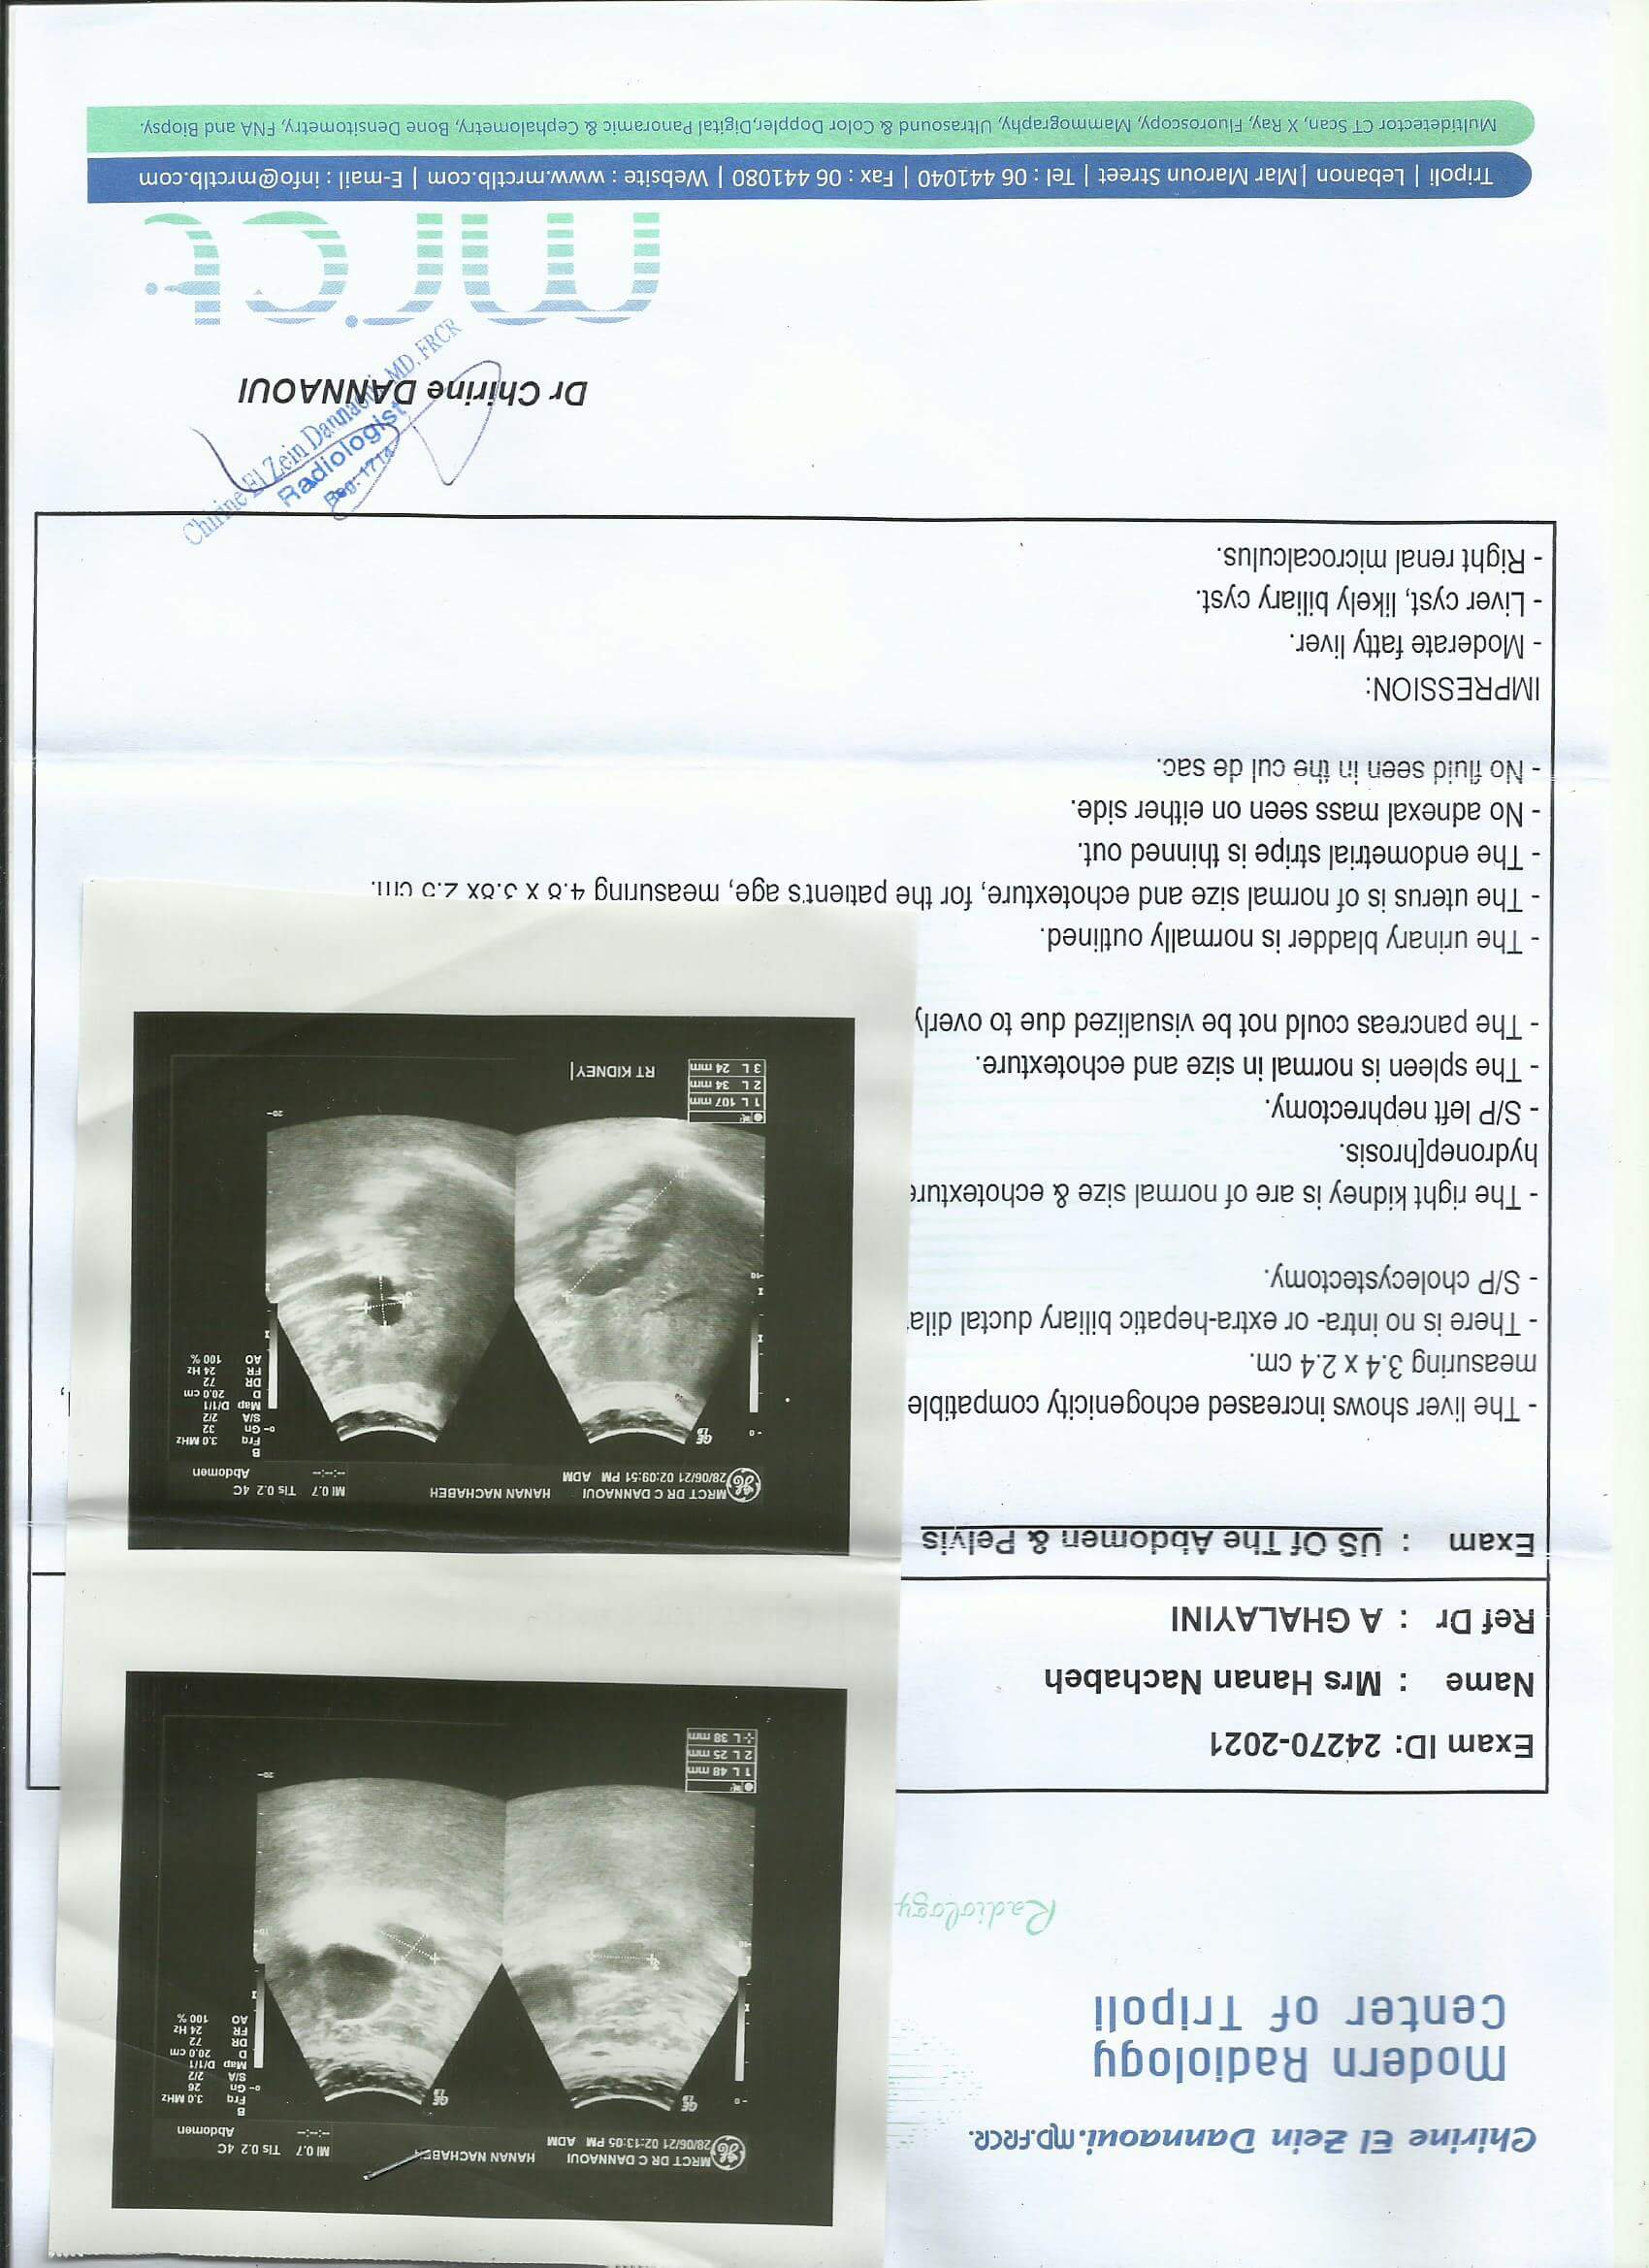 Chirine El Zein Dannaoui.MD.FRCR.
Modern Radiology
Center of Tripoli
Radiology
Exam ID: 24270-2021
Name : Mrs Hanan Nachabeh
Ref Dr : A GHALAYINI
Exam : US Of The Abdomen & Pelvis
- The liver shows increased echogenicity compatible
measuring 3.4 x 2.4 cm.
- There is no intra- or extra-hepatic biliary ductal
- S/P cholecystectomy.
- The right kidney is are of normal size &
hydronep[hrosis.
- S/P left nephrectomy.
- The spleen is normal in size and echotexture.
- The pancreas could not be visualized due to
- The urinary bladder is normally outlined.
- The uterus is of normal size and echotexture, for the patient's age, measuring 4.8 x 3.8x 2.5 cm.
- The endometrial stripe is thinned out.
- No adnexal mass seen on either side.
- No fluid seen in the cul de sac.
IMPRESSION:
- Moderate fatty liver.
- Liver cyst, likely biliary cyst.
- Right renal microcalculus.
Dr Chirine DANNAOUI
Chirine El Zein Dannaoui, MD, FRCR
Radiologist
Reg: 1714
mrct
Tripoli | Lebanon | Mar Maroun Street | Tel : 06 441040 | Fax : 06 441080 | Website : www.mrctlb.com | E-mail : info@mrctlb.com
Multidetector CT Scan, X Ray, Fluoroscopy, Mammography, Ultrasound & Color Doppler,Digital Panoramic & Cephalometry, Bone Densitometry, FNA and Biopsy.
MRCT DR C DANNAOUI HANAN NACHABEH MI 0.7 TIs 0.2 4C
28/06/21 02:13:05 PM ADM --:--:-- Abdomen
B
Frq 3.0 MHz
Gn 26
S/A 2/2
Map D/1/1
D 20.0 cm
DR 72
FR 24 Hz
AO 100 %
1 L 48 mm
2 L 25 mm
L 38 mm
MRCT DR C DANNAOUI HANAN NACHABEH MI 0.7 TIs 0.2 4C
28/06/21 02:09:51 PM ADM --:--:-- Abdomen
B
Frq 3.0 MHz
Gn 32
S/A 2/2
Map D/1/1
D 20.0 cm
DR 72
FR 24 Hz
AO 100 %
1 L 107 mm
2 L 34 mm
3 L 24 mm
RT KIDNEY